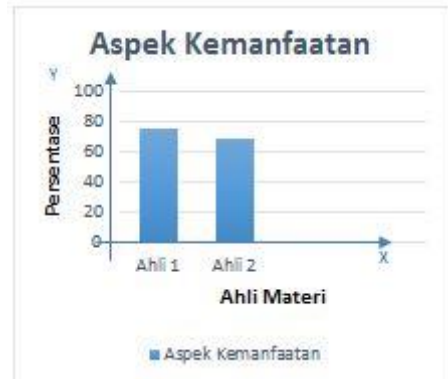 Aspek Kemanfaatan
Y
100
80
60
40
20
0
Persentase
Ahli 1 Ahli 2
X
Ahli Materi
Aspek Kemanfaatan